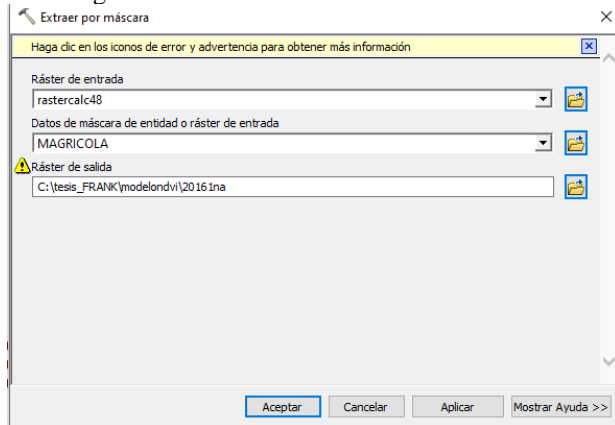 Extraer por máscara
Haga clic en los iconos de error y advertencia para obtener más información
Ráster de entrada
rastercalc48
Datos de máscara de entidad o ráster de entrada
MAGRICOLA
Ráster de salida
C:\tesis_FRANK\modelondvi\20161na
Aceptar Cancelar Aplicar Mostrar Ayuda >>